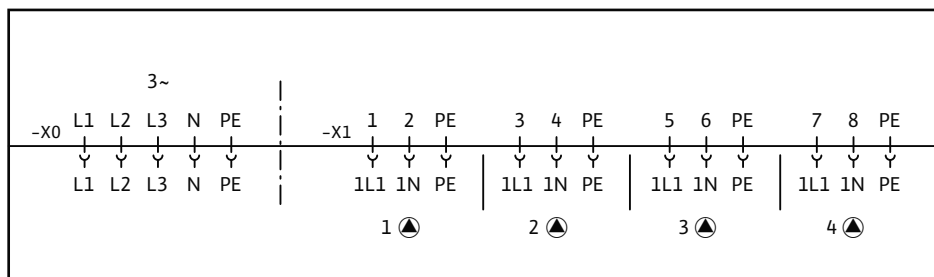 3~
-X0 L1 L2 L3 N PE -X1 1 2 PE 3 4 PE 5 6 PE 7 8 PE
L1 L2 L3 N PE 1L1 1N PE 1L1 1N PE 1L1 1N PE 1L1 1N PE
1 2 3 4